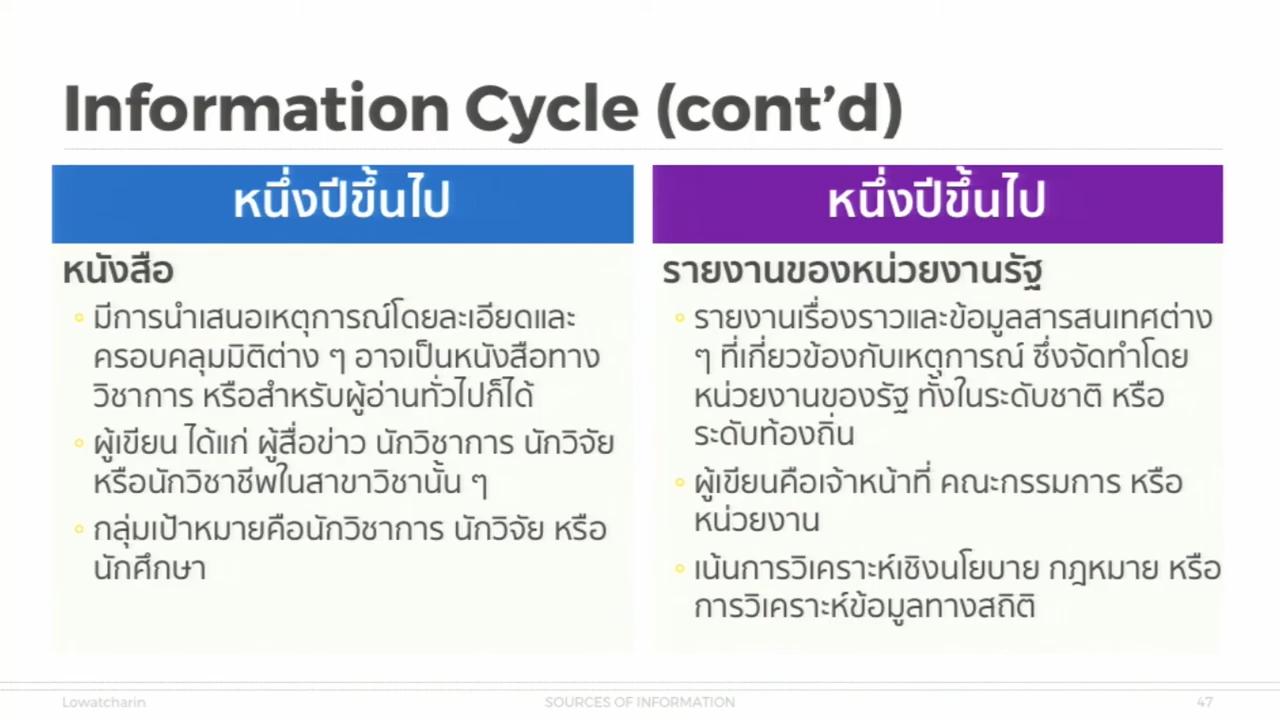 Information Cycle (cont’d)
หนึ่งปีขึ้นไป
หนังสือ
◦ มีการนำเสนอเหตุการณ์โดยละเอียดและ
ครอบคลุมมิติต่าง ๆ อาจเป็นหนังสือทาง
วิชาการ หรือสำหรับผู้อ่านทั่วไปก็ได้
◦ ผู้เขียน ได้แก่ ผู้สื่อข่าว นักวิชาการ นักวิจัย
หรือนักวิชาชีพในสาขาวิชานั้น ๆ
◦ กลุ่มเป้าหมายคือนักวิชาการ นักวิจัย หรือ
นักศึกษา
หนึ่งปีขึ้นไป
รายงานของหน่วยงานรัฐ
◦ รายงานเรื่องราวและข้อมูลสารสนเทศต่าง
ๆ ที่เกี่ยวข้องกับเหตุการณ์ ซึ่งจัดทำโดย
หน่วยงานของรัฐ ทั้งในระดับชาติ หรือ
ระดับท้องถิ่น
◦ ผู้เขียนคือเจ้าหน้าที่ คณะกรรมการ หรือ
หน่วยงาน
◦ เน้นการวิเคราะห์เชิงนโยบาย กฎหมาย หรือ
การวิเคราะห์ข้อมูลทางสถิติ
Lowatcharin
SOURCES OF INFORMATION
47